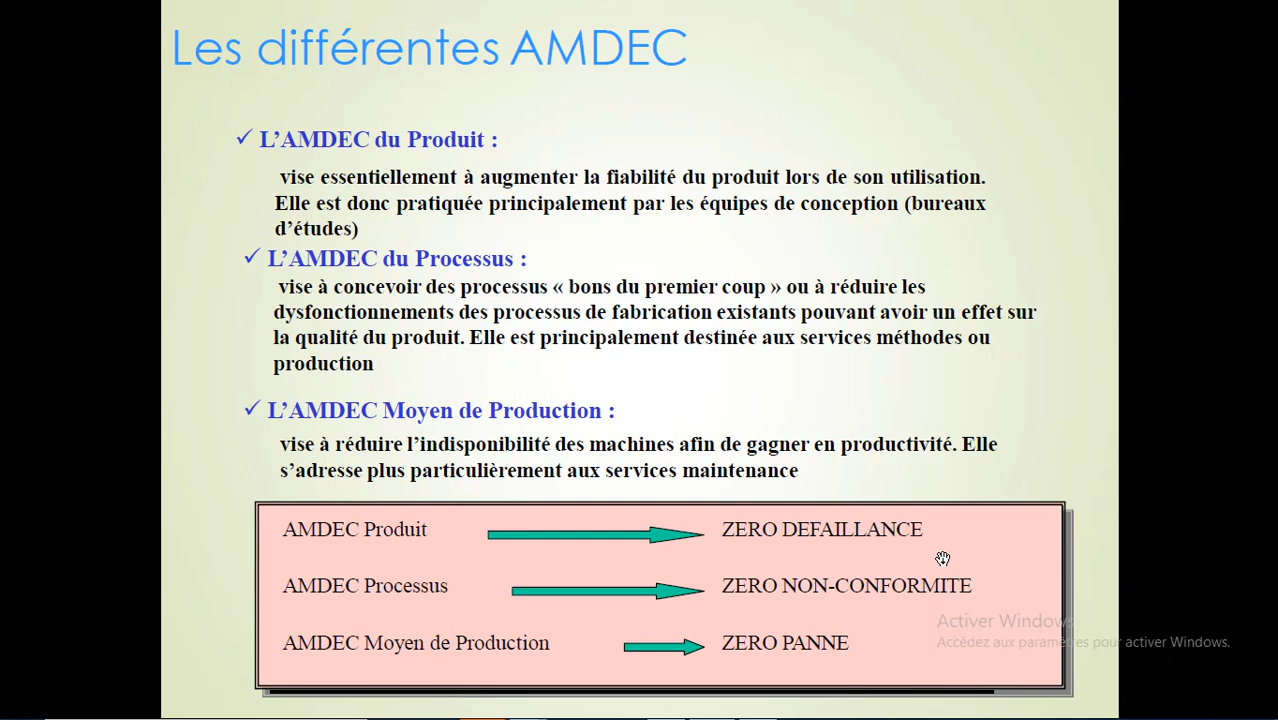 Les différentes AMDEC
L'AMDEC du Produit :
vise essentiellement à augmenter la fiabilité du produit lors de son utilisation.
Elle est donc pratiquée principalement par les équipes de conception (bureaux
d'études)
L'AMDEC du Processus :
vise à concevoir des processus « bons du premier coup » ou à réduire les
dysfonctionnements des processus de fabrication existants pouvant avoir un effet sur
la qualité du produit. Elle est principalement destinée aux services méthodes ou
production
L'AMDEC Moyen de Production :
vise à réduire l'indisponibilité des machines afin de gagner en productivité. Elle
s'adresse plus particulièrement aux services maintenance
AMDEC Produit ZERO DEFAILLANCE
AMDEC Processus ZERO NON-CONFORMITE
AMDEC Moyen de Production ZERO PANNE
Activer Windows
Accédez aux paramètres pour activer Windows.